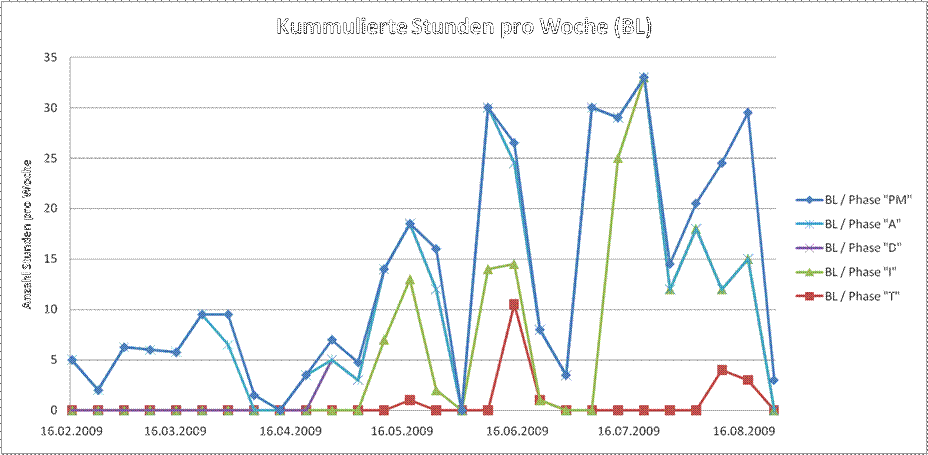 Kummulierte Stunden pro Woche (BL)
Anzahl Stunden pro Woche
35
30
25
20
15
10
5
0
16.02.2009 16.03.2009 16.04.2009 16.05.2009 16.06.2009 16.07.2009 16.08.2009
BL / Phase "PM"
BL / Phase "A"
BL / Phase "D"
BL / Phase "I"
BL / Phase "T"